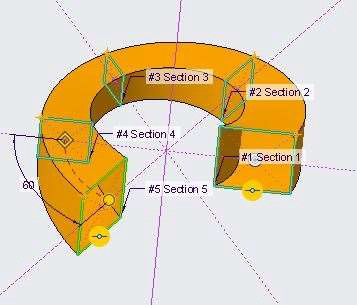 #3 Section 3
#2 Section 2
#4 Section 4
#1 Section 1
60
#5 Section 5